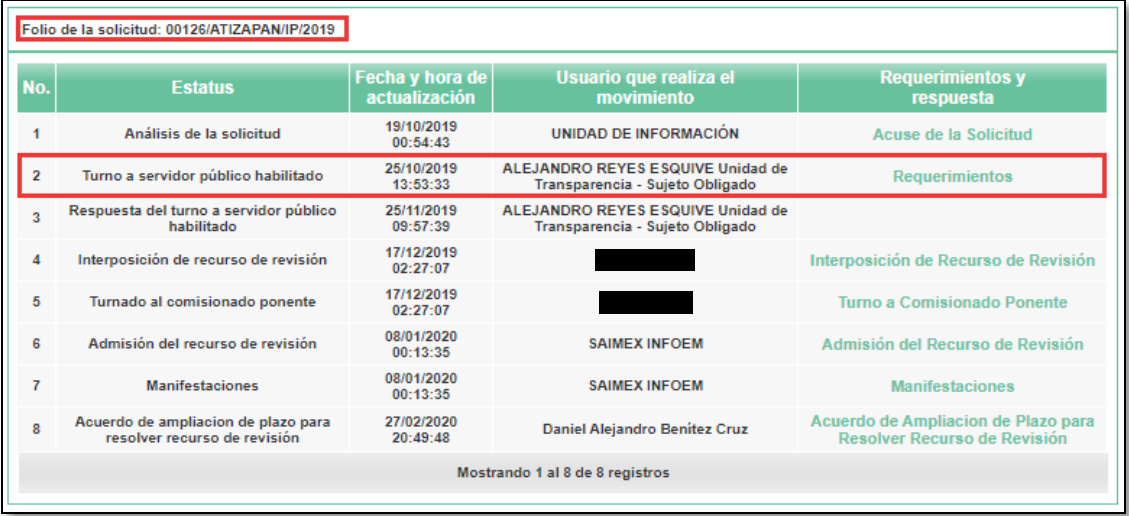 Folio de la solicitud: 00126/ATIZAPAN/IP/2019
No. Estatus Fecha y hora de actualización Usuario que realiza el movimiento Requerimientos y respuesta
1 Análisis de la solicitud 19/10/2019 00:54:43 UNIDAD DE INFORMACIÓN Acuse de la Solicitud
2 Turno a servidor público habilitado 25/10/2019 13:53:33 ALEJANDRO REYES ESQUIVE Unidad de Transparencia - Sujeto Obligado Requerimientos
3 Respuesta del turno a servidor público habilitado 25/11/2019 09:57:39 ALEJANDRO REYES ESQUIVE Unidad de Transparencia - Sujeto Obligado
4 Interposición de recurso de revisión 17/12/2019 02:27:07 Interposición de Recurso de Revisión
5 Turnado al comisionado ponente 17/12/2019 02:27:07 Turno a Comisionado Ponente
6 Admisión del recurso de revisión 08/01/2020 00:13:35 SAIMEX INFOEM Admisión del Recurso de Revisión
7 Manifestaciones 08/01/2020 00:13:35 SAIMEX INFOEM Manifestaciones
8 Acuerdo de ampliacion de plazo para resolver recurso de revisión 27/02/2020 20:49:48 Daniel Alejandro Benítez Cruz Acuerdo de Ampliacion de Plazo para Resolver Recurso de Revisión
Mostrando 1 al 8 de 8 registros